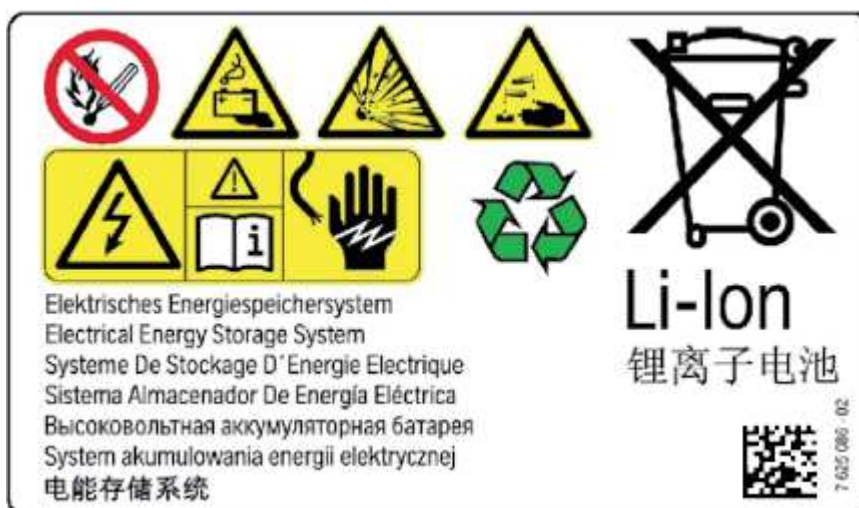 Elektrisches Energiespeichersystem
Electrical Energy Storage System
Systeme De Stockage D´Energie Electrique
Sistema Almacenador De Energía Eléctrica
Высоковольтная аккумуляторная батарея
System akumulowania energii elektrycznej
电能存储系统
Li-Ion
锂离子电池
7 625 086 - 02
i